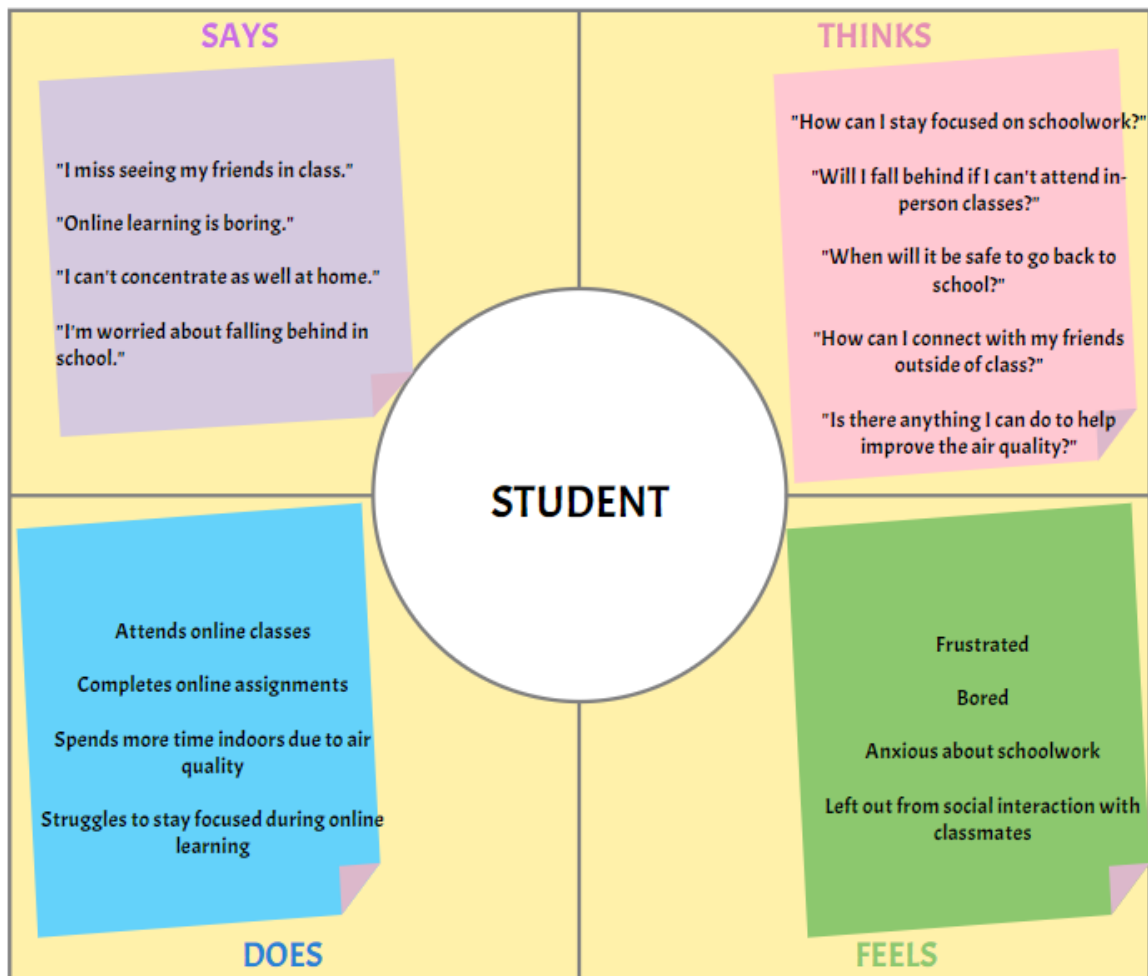 SAYS
"I miss seeing my friends in class."
"Online learning is boring."
"I can't concentrate as well at home."
"I'm worried about falling behind in
school."
THINKS
"How can I stay focused on schoolwork?"
"Will I fall behind if I can't attend in-
person classes?"
"When will it be safe to go back to
school?"
"How can I connect with my friends
outside of class?"
"Is there anything I can do to help
improve the air quality?"
STUDENT
Attends online classes
Completes online assignments
Spends more time indoors due to air
quality
Struggles to stay focused during online
learning
DOES
Frustrated
Bored
Anxious about schoolwork
Left out from social interaction with
classmates
FEELS